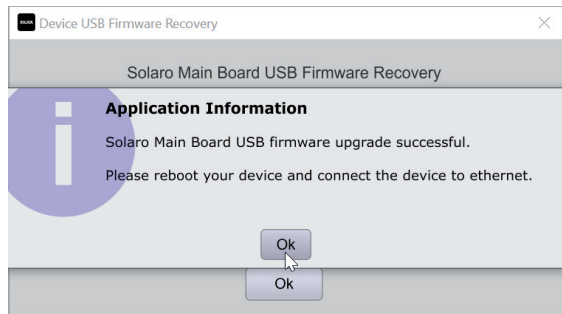 XILICA
Device USB Firmware Recovery
Solaro Main Board USB Firmware Recovery
Application Information
Solaro Main Board USB firmware upgrade successful.
Please reboot your device and connect the device to ethernet.
Ok
Ok